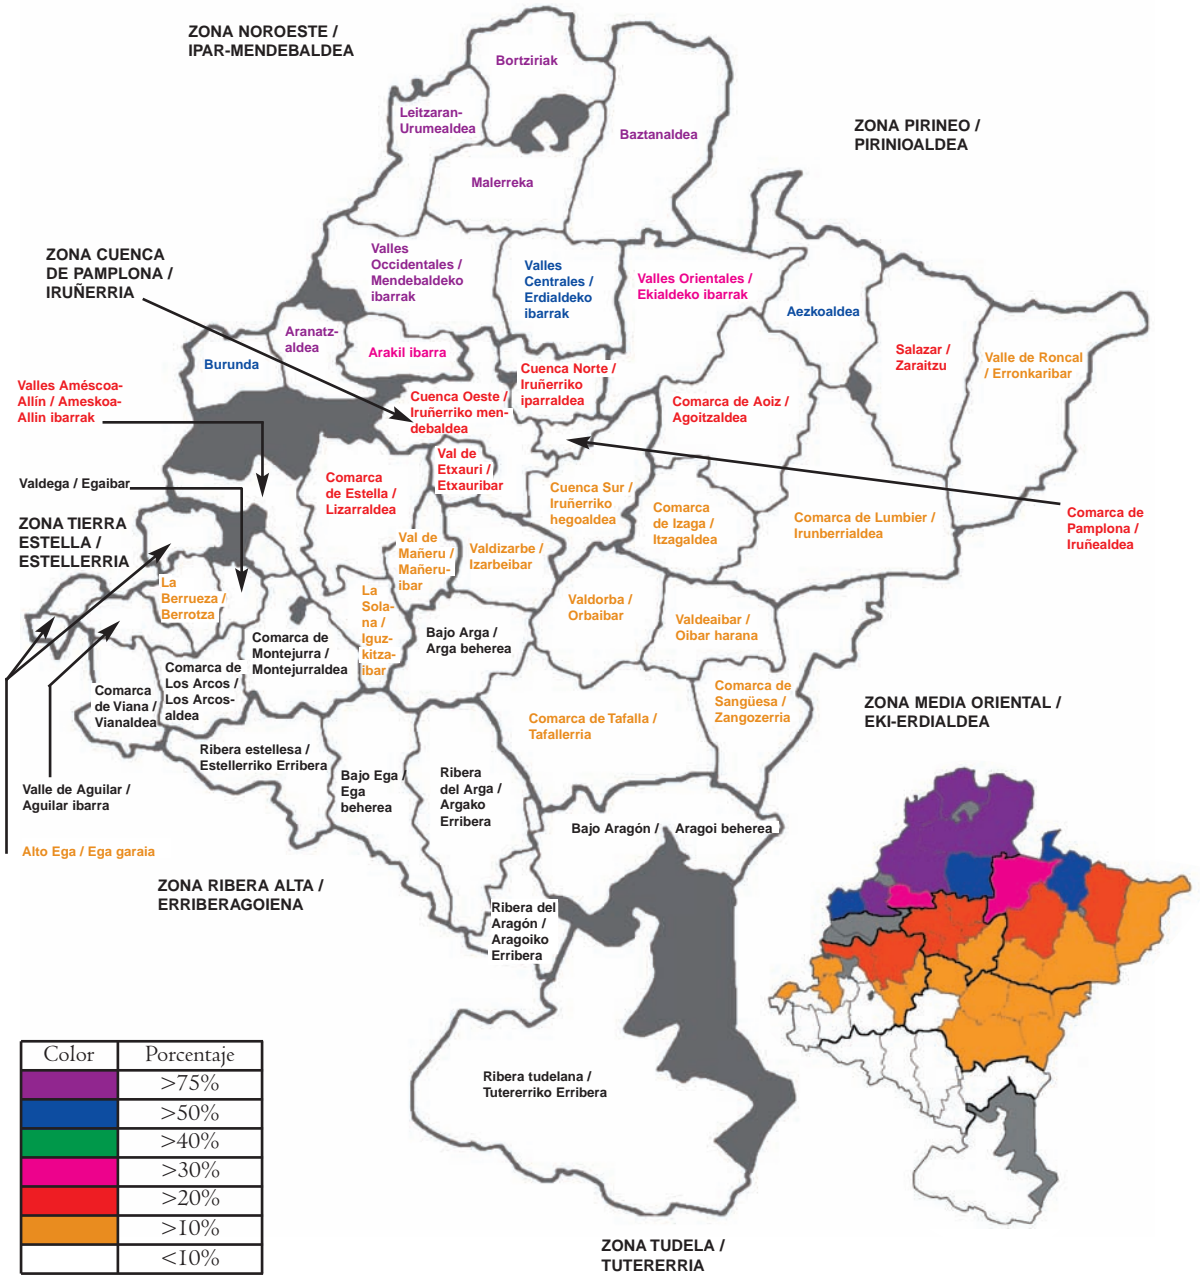 ZONA NOROESTE /
IPAR-MENDEBALDEA
Bortziriak
Leitzaran-
Urumealdea
Baztanaldea
ZONA PIRINEO /
PIRINIOALDEA
Malerreka
ZONA CUENCA
DE PAMPLONA /
IRUÑERRIA
Valles
Occidentales /
Mendebaldeko
ibarrak
Valles
Centrales /
Erdialdeko
ibarrak
Valles Orientales /
Ekialdeko ibarrak
Aezkoaldea
Aranatz-
aldea
Arakil ibarra
Burunda
Salazar /
Zaraitzu
Valle de Roncal
/ Erronkaribar
Valles Améscoa-
Allín / Ameskoa-
Allin ibarrak
Cuenca Oeste /
Iruñerriko men-
debaldea
Cuenca Norte /
Iruñerriko
iparraldea
Comarca de Aoiz /
Agoitzaldea
Valdega / Egaibar
Comarca
de Estella /
Lizarraldea
Val de
Etxauri /
Etxauribar
Cuenca Sur /
Iruñerriko
hegoaldea
Comarca
de Izaga /
Itzagaldea
Comarca de Lumbier /
Irunberrialdea
Comarca de
Pamplona /
Iruñealdea
ZONA TIERRA
ESTELLA /
ESTELLERRIA
Val de
Mañeru /
Mañeru-
ibar
Valdizarbe /
Izarbeibar
La
Berrueza /
Berrotza
La
Sola-
na /
Iguz-
kitza-
ibar
Valdorba /
Orbaibar
Valdeaibar /
Oibar harana
Comarca de
Montejurra /
Montejurraldea
Bajo Arga /
Arga beherea
Comarca
de Viana /
Vianaldea
Comarca de
Los Arcos /
Los Arcos-
aldea
Comarca de
Sangüesa /
Zangozerria
ZONA MEDIA ORIENTAL /
EKI-ERDIALDEA
Comarca de Tafalla /
Tafallerria
Ribera estellesa /
Estellerriko Erribera
Bajo Ega /
Ega
beherea
Ribera
del Arga /
Argako
Erribera
Valle de Aguilar /
Aguilar ibarra
Bajo Aragón / Aragoi beherea
Alto Ega / Ega garaia
ZONA RIBERA ALTA /
ERRIBERAGOIENA
Ribera del
Aragón /
Aragoiko
Erribera
Ribera tudelana /
Tutererriko Erribera
Color Porcentaje
>75%
>50%
>40%
>30%
>20%
>10%
<10%
ZONA TUDELA /
TUTERERRIA